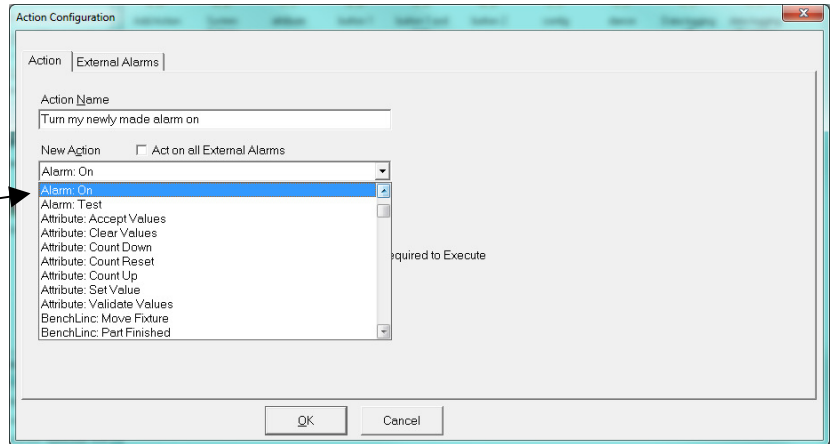 Action Configuration
Action
External Alarms
Action Name
Turn my newly made alarm on
New Action
Act on all External Alarms
Alarm: On
Alarm: On
Alarm: Test
Attribute: Accept Values
Attribute: Clear Values
Attribute: Count Down
Attribute: Count Reset
equired to Execute
Attribute: Count Up
Attribute: Set Value
Attribute: Validate Values
BenchLinc: Move Fixture
BenchLinc: Part Finished
OK
Cancel